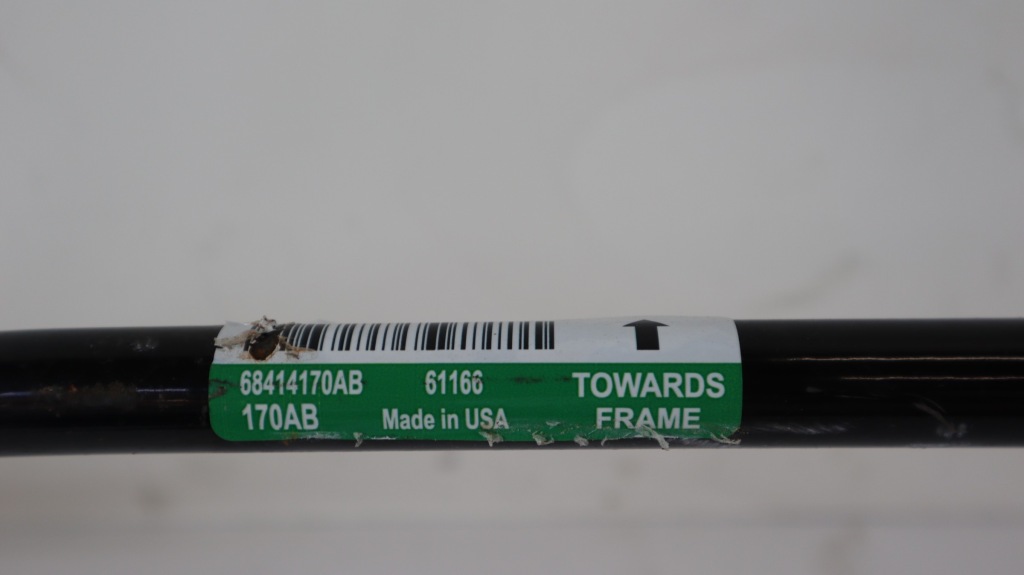 68414170AB 61166 TOWARDS
170AB Made in USA FRAME